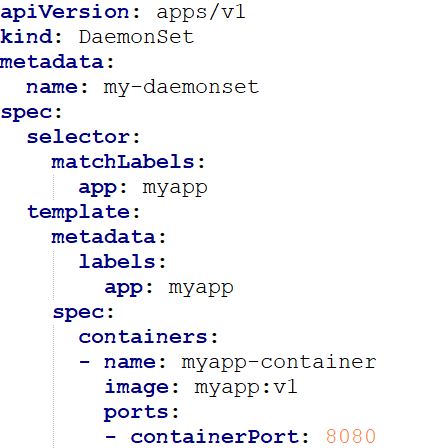 apiVersion: apps/v1
kind: DaemonSet
metadata:
  name: my-daemonset
spec:
  selector:
    matchLabels:
      app: myapp
  template:
    metadata:
      labels:
        app: myapp
    spec:
      containers:
      - name: myapp-container
        image: myapp:v1
        ports:
        - containerPort: 8080